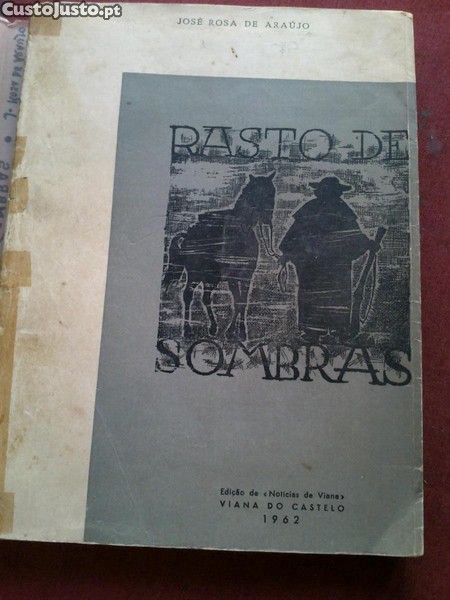 CustoJusto.pt
JOSÉ ROSA DE ARAÚJO
RASTO DE
SOMBRAS
Edição de «Notícias de Viana»
VIANA DO CASTELO
1962